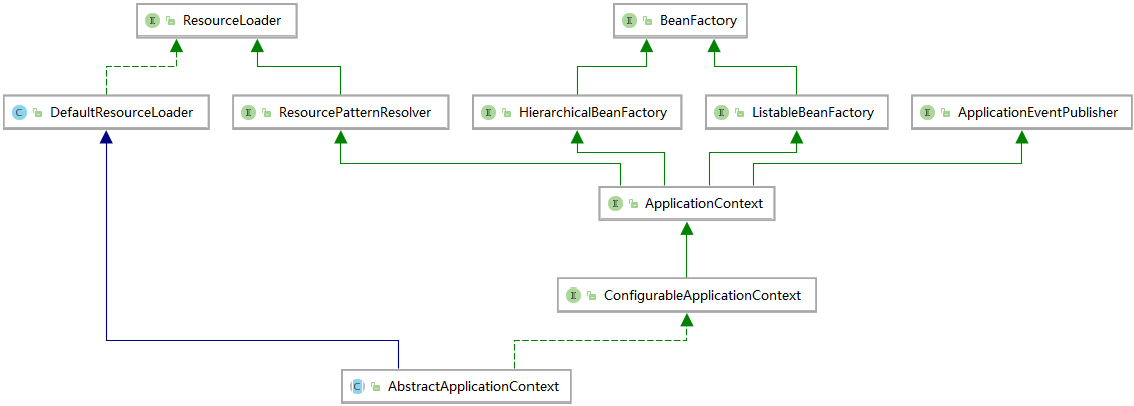 ResourceLoader
BeanFactory
DefaultResourceLoader
ResourcePatternResolver
HierarchicalBeanFactory
ListableBeanFactory
ApplicationEventPublisher
ApplicationContext
ConfigurableApplicationContext
AbstractApplicationContext